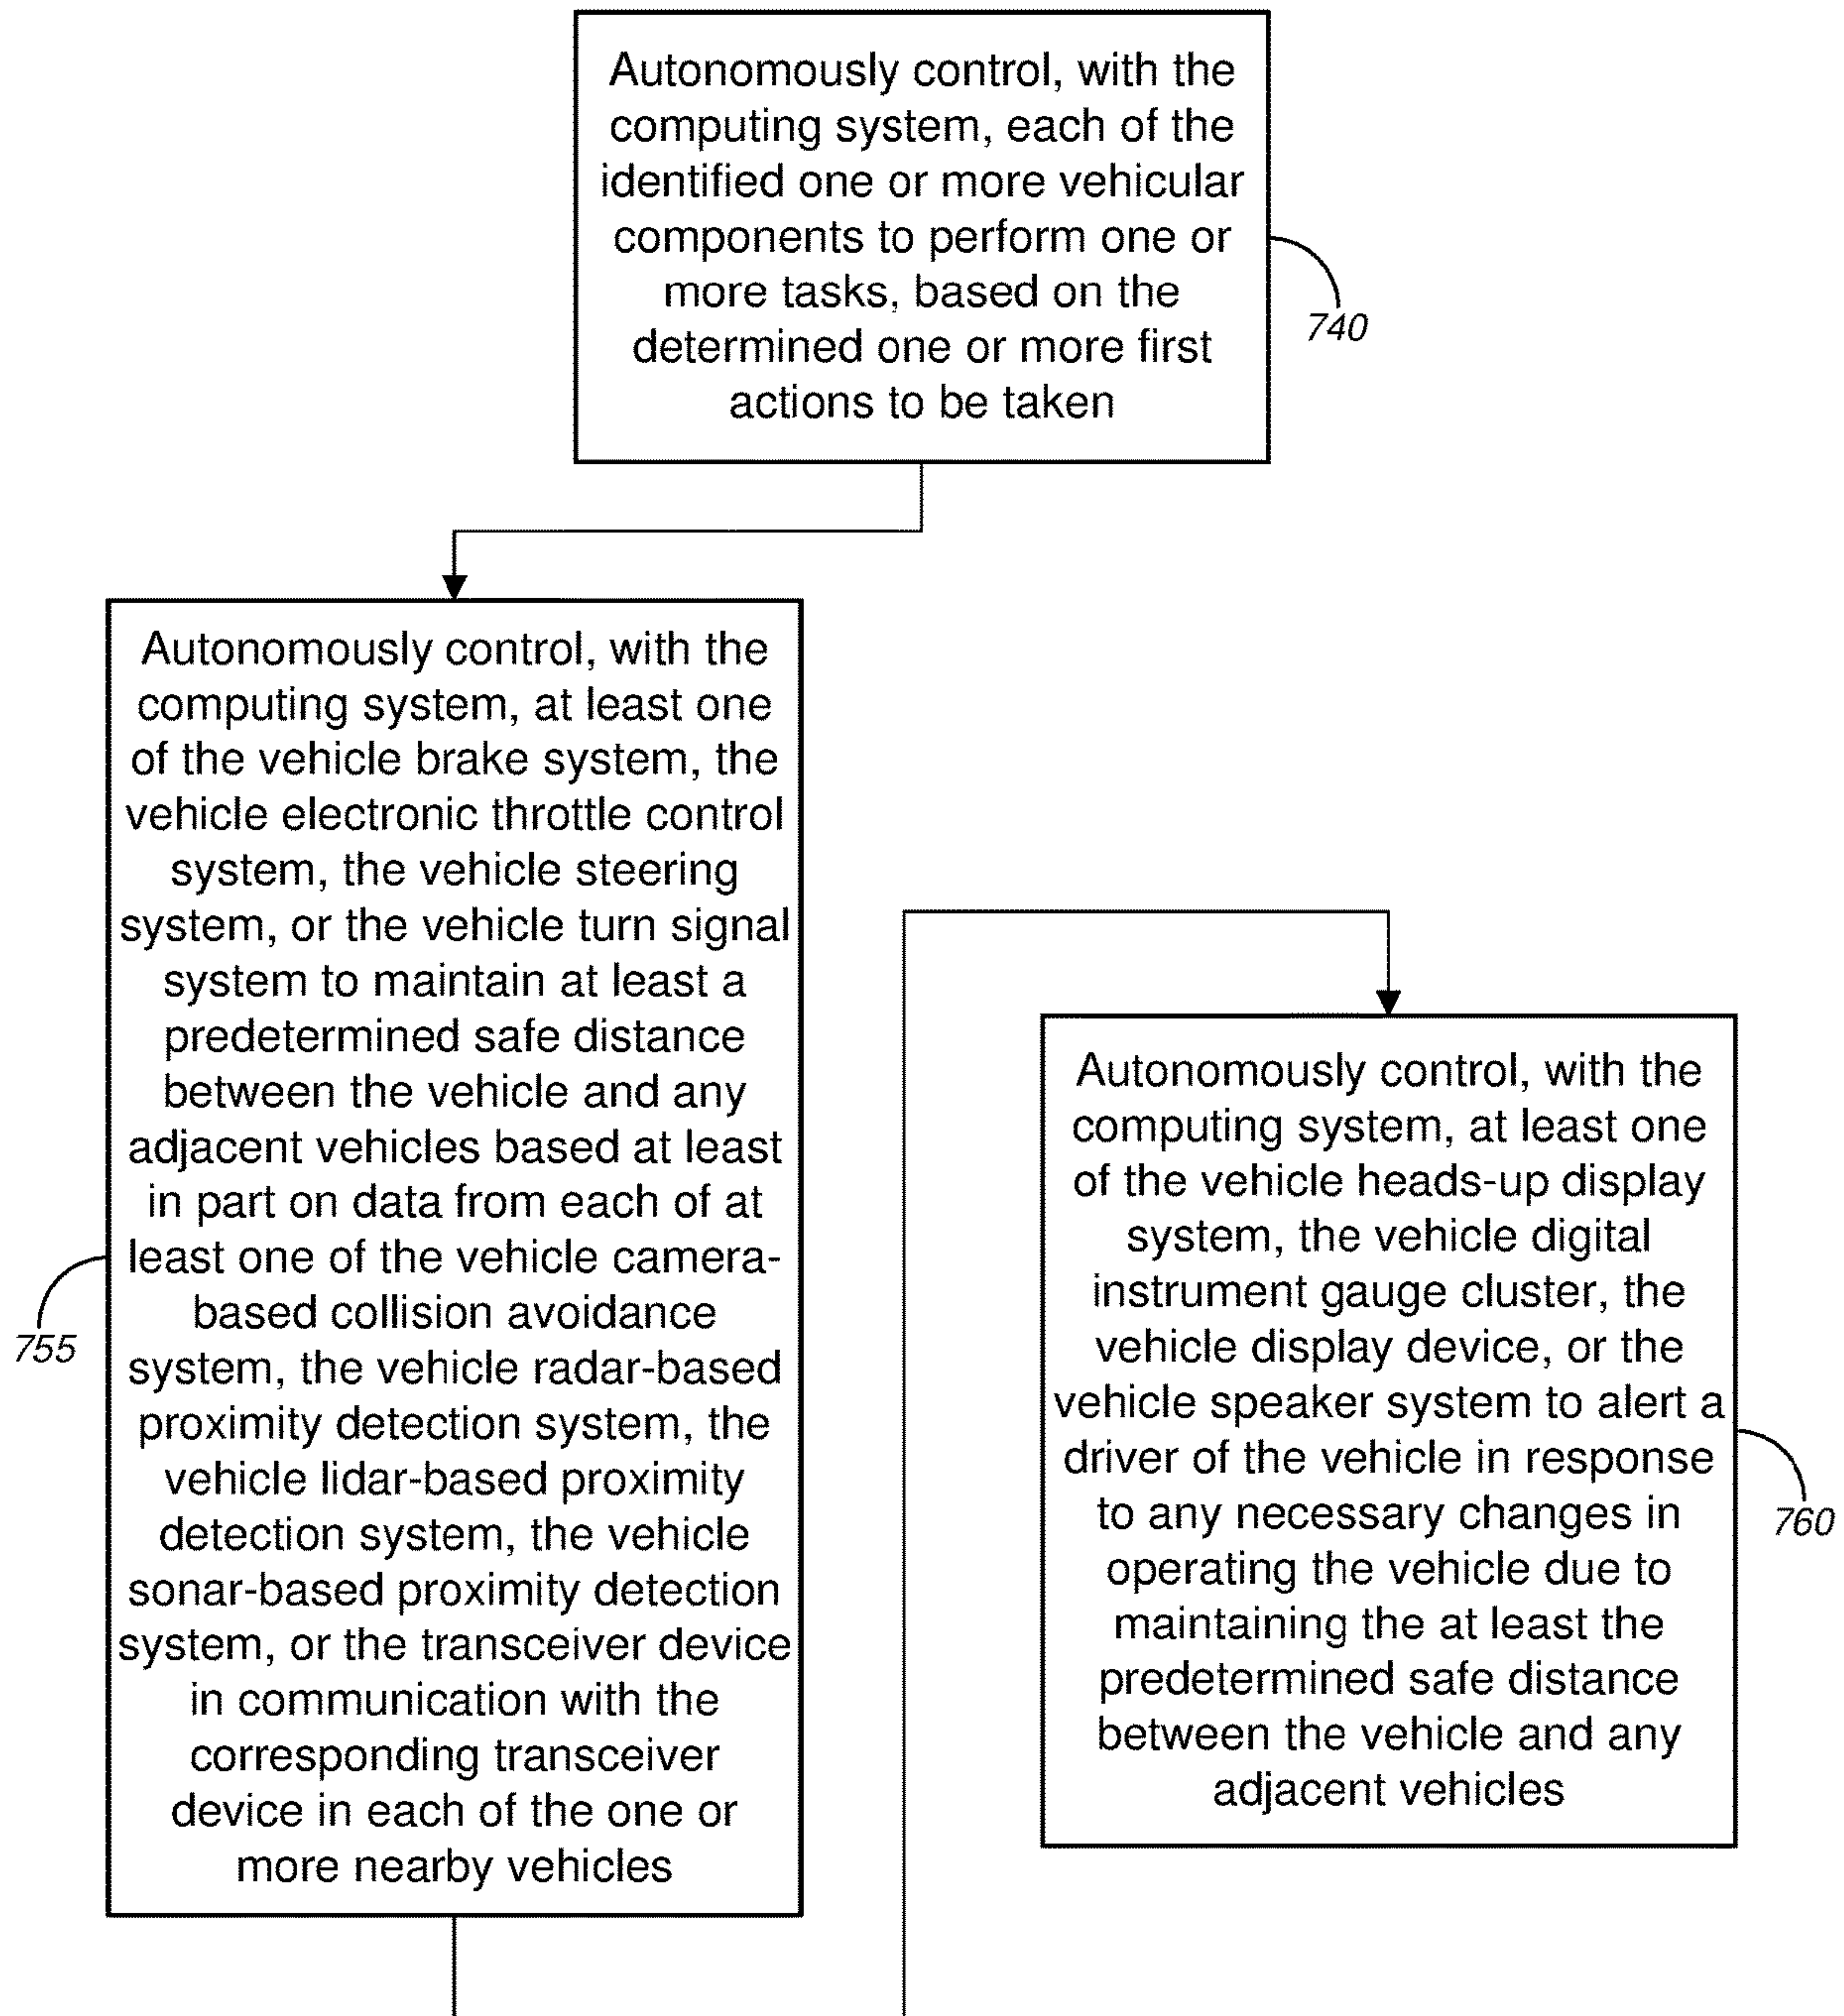 Autonomously control, with the
computing system, each of the
identified one or more vehicular
components to perform one or
more tasks, based on the
determined one or more first
actions to be taken
740
Autonomously control, with the
computing system, at least one
of the vehicle brake system, the
vehicle electronic throttle control
system, the vehicle steering
system, or the vehicle turn signal
system to maintain at least a
predetermined safe distance
between the vehicle and any
adjacent vehicles based at least
in part on data from each of at
least one of the vehicle camera-
based collision avoidance
system, the vehicle radar-based
proximity detection system, the
vehicle lidar-based proximity
detection system, the vehicle
sonar-based proximity detection
system, or the transceiver device
in communication with the
corresponding transceiver
device in each of the one or
more nearby vehicles
755
Autonomously control, with the
computing system, at least one
of the vehicle heads-up display
system, the vehicle digital
instrument gauge cluster, the
vehicle display device, or the
vehicle speaker system to alert a
driver of the vehicle in response
to any necessary changes in
operating the vehicle due to
maintaining the at least the
predetermined safe distance
between the vehicle and any
adjacent vehicles
760